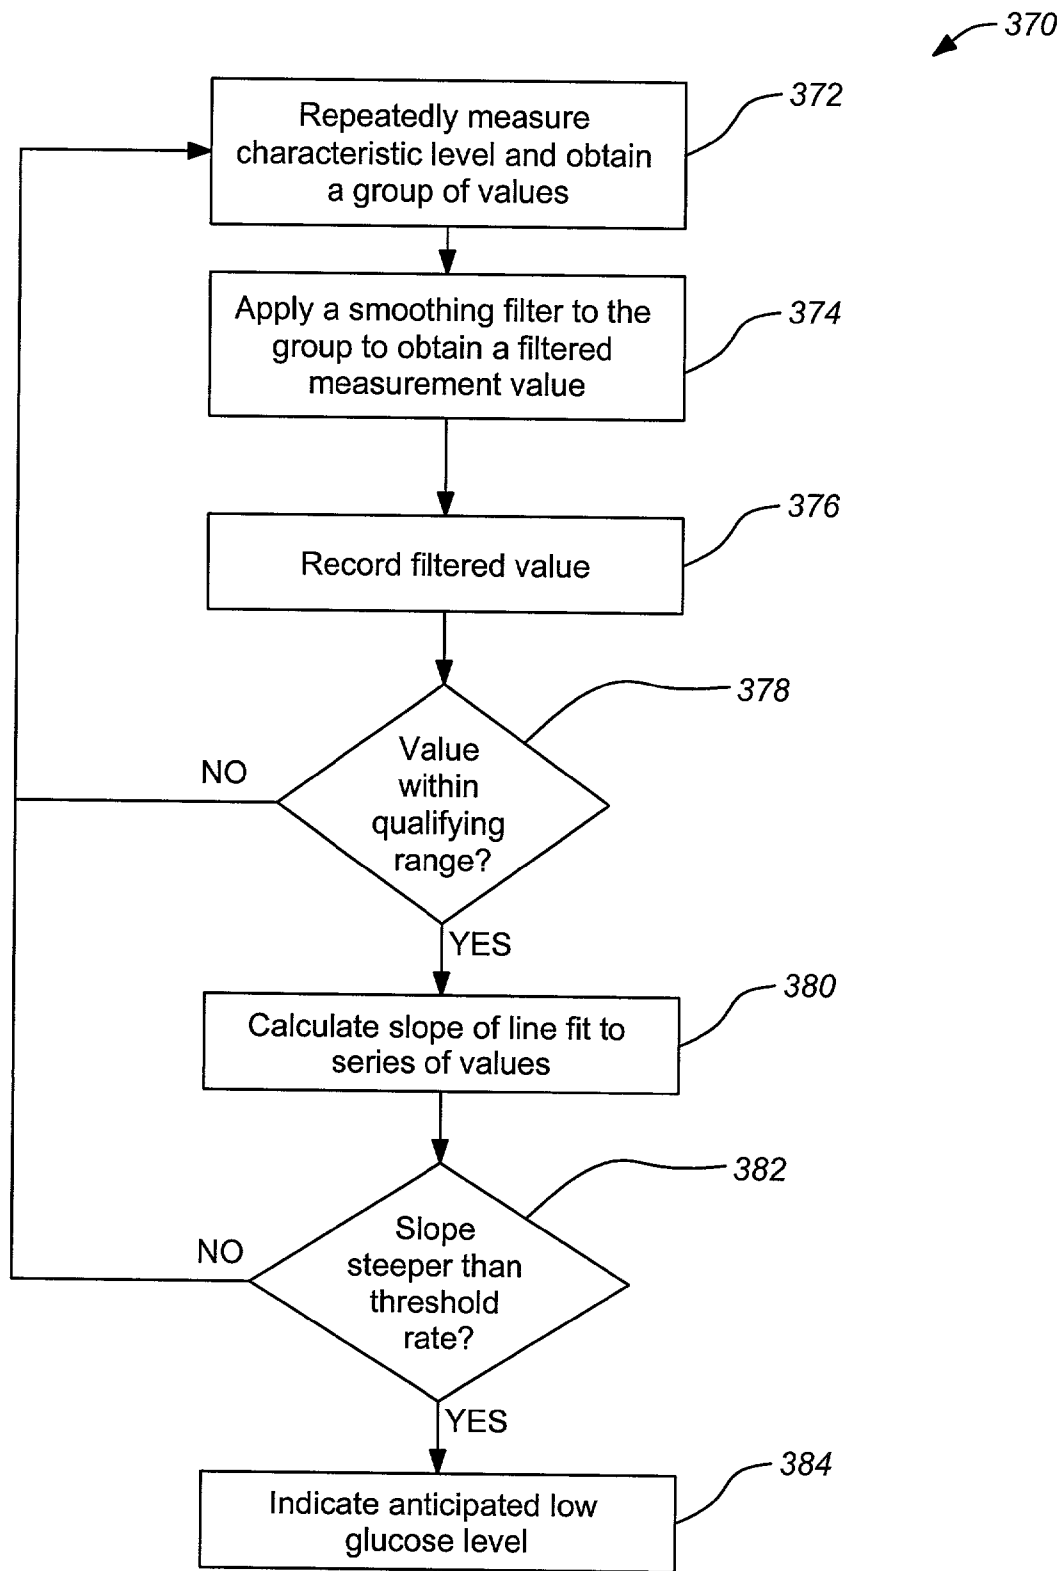 370
Repeatedly measure
characteristic level and obtain
a group of values
372
Apply a smoothing filter to the
group to obtain a filtered
measurement value
374
Record filtered value
376
Value
within
qualifying
range?
378
NO
YES
Calculate slope of line fit to
series of values
380
Slope
steeper than
threshold
rate?
382
NO
YES
Indicate anticipated low
glucose level
384